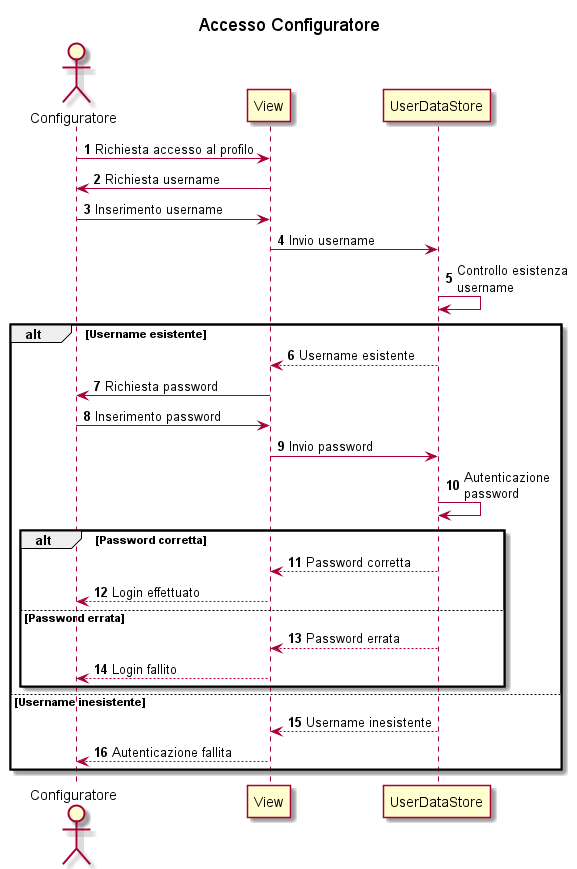 Accesso Configuratore
Configuratore
View
UserDataStore
1 Richiesta accesso al profilo
2 Richiesta username
3 Inserimento username
4 Invio username
5 Controllo esistenza
username
alt [Username esistente]
6 Username esistente
7 Richiesta password
8 Inserimento password
9 Invio password
10 Autenticazione
password
alt [Password corretta]
11 Password corretta
12 Login effettuato
[Password errata]
13 Password errata
14 Login fallito
[Username inesistente]
15 Username inesistente
16 Autenticazione fallita
Configuratore
View
UserDataStore